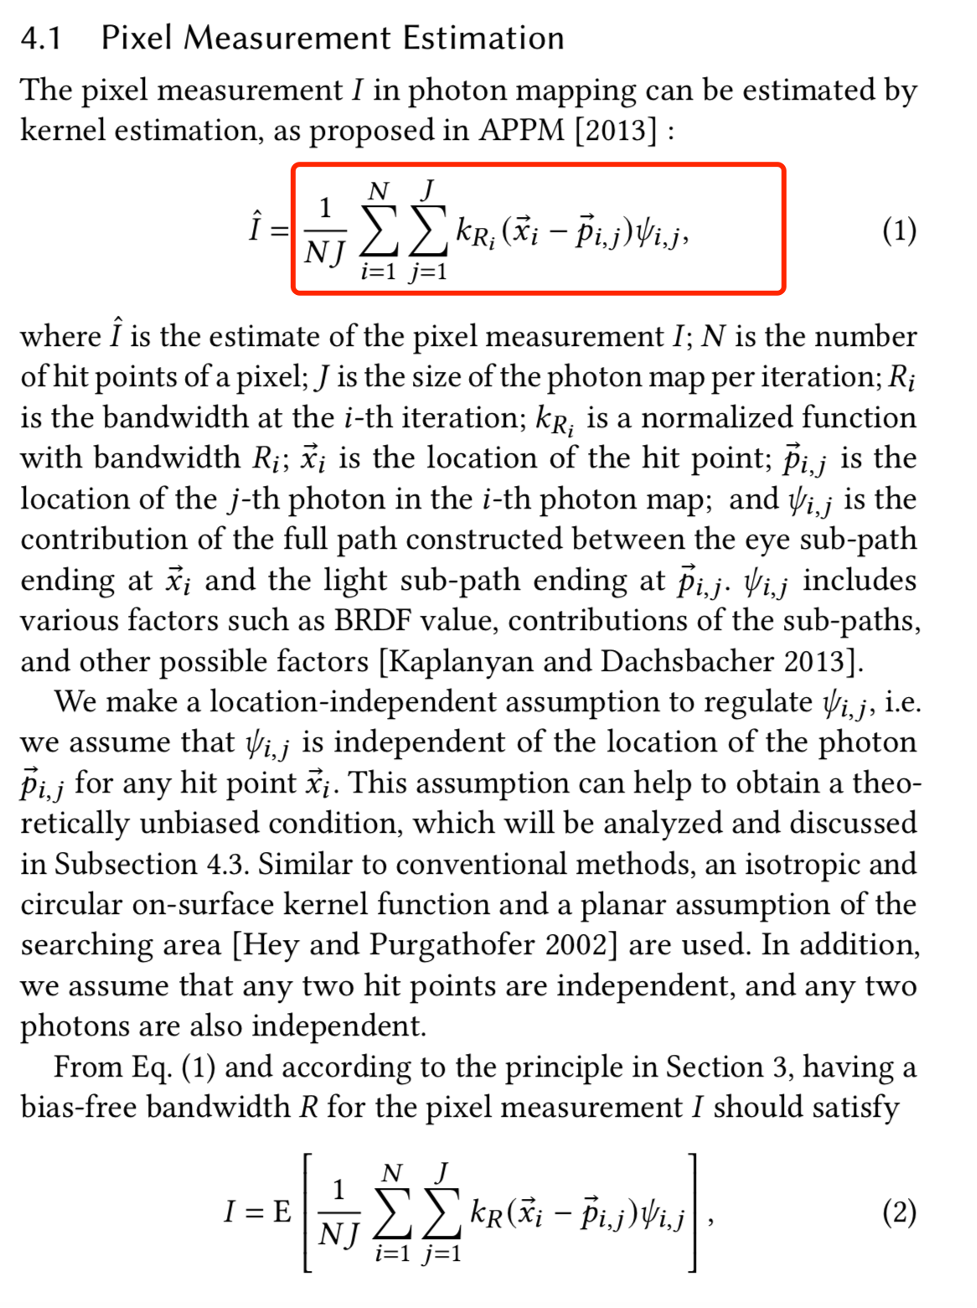 4.1 Pixel Measurement Estimation
The pixel measurement I in photon mapping can be estimated by
kernel estimation, as proposed in APPM [2013] :
Î = \frac{1}{NJ} \sum_{i=1}^{N} \sum_{j=1}^{J} k_{R_i}(\vec{x}_i − \vec{p}_{i,j})ψ_{i,j}, (1)
where Î is the estimate of the pixel measurement I; N is the number
of hit points of a pixel; J is the size of the photon map per iteration; R_i
is the bandwidth at the i-th iteration; k_{R_i} is a normalized function
with bandwidth R_i; \vec{x}_i is the location of the hit point; \vec{p}_{i,j} is the
location of the j-th photon in the i-th photon map; and ψ_{i,j} is the
contribution of the full path constructed between the eye sub-path
ending at \vec{x}_i and the light sub-path ending at \vec{p}_{i,j}. ψ_{i,j} includes
various factors such as BRDF value, contributions of the sub-paths,
and other possible factors [Kaplanyan and Dachsbacher 2013].
We make a location-independent assumption to regulate ψ_{i,j}, i.e.
we assume that ψ_{i,j} is independent of the location of the photon
\vec{p}_{i,j} for any hit point \vec{x}_i. This assumption can help to obtain a theo-
retically unbiased condition, which will be analyzed and discussed
in Subsection 4.3. Similar to conventional methods, an isotropic and
circular on-surface kernel function and a planar assumption of the
searching area [Hey and Purgathofer 2002] are used. In addition,
we assume that any two hit points are independent, and any two
photons are also independent.
From Eq. (1) and according to the principle in Section 3, having a
bias-free bandwidth R for the pixel measurement I should satisfy
I = E \left[ \frac{1}{NJ} \sum_{i=1}^{N} \sum_{j=1}^{J} k_R(\vec{x}_i − \vec{p}_{i,j})ψ_{i,j} \right], (2)